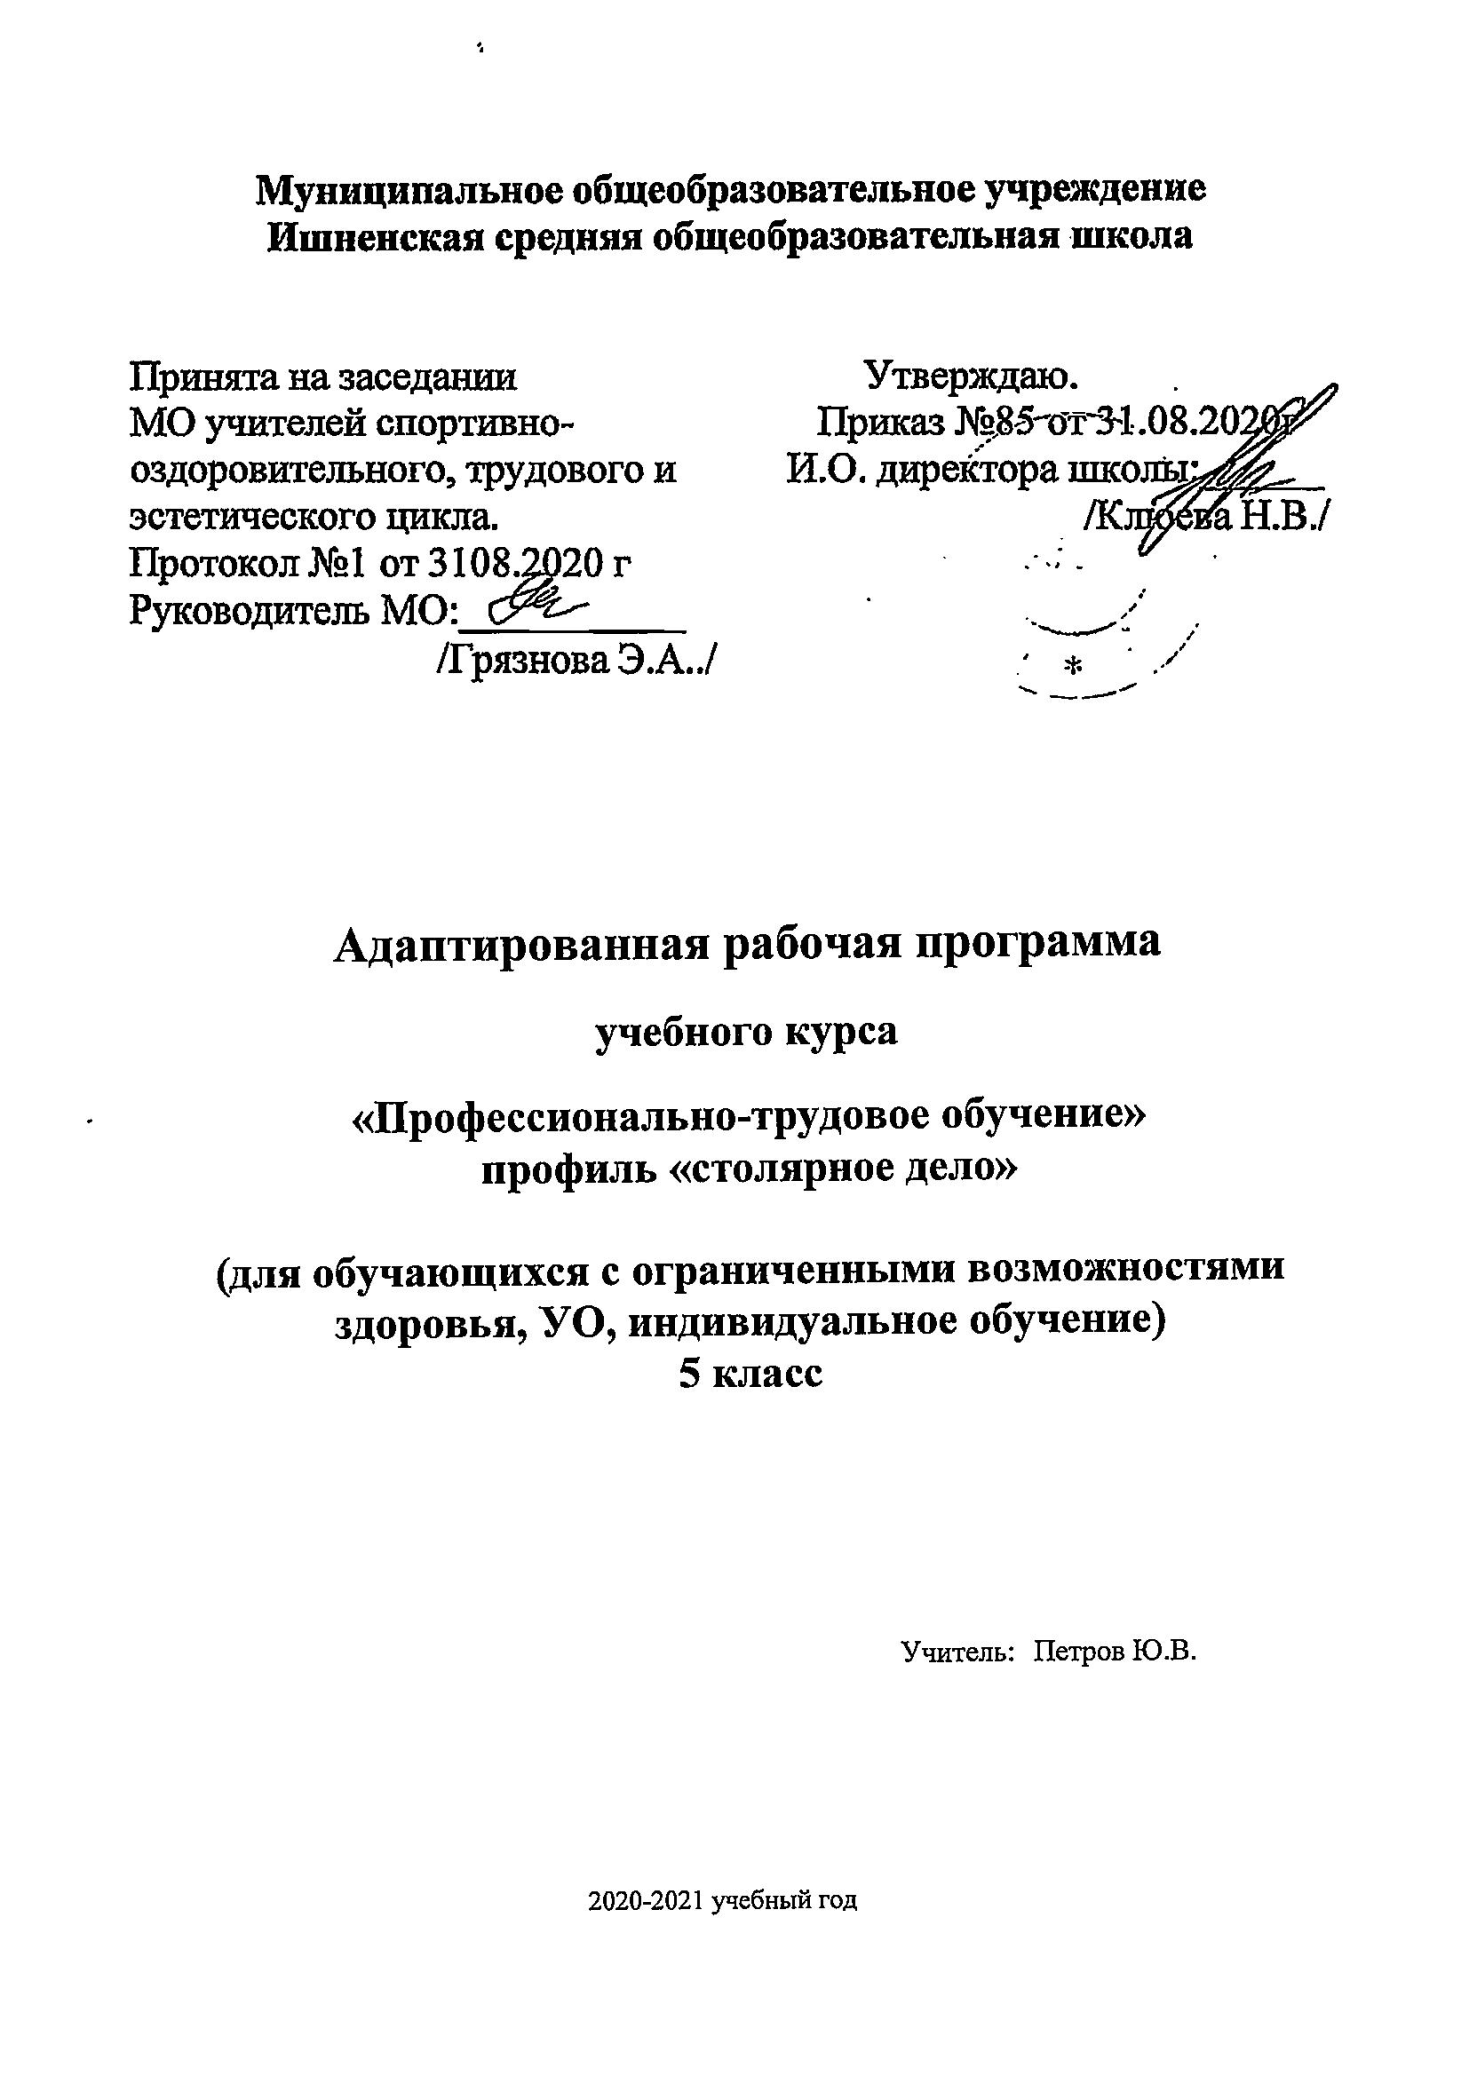 Муниципальное общеобразовательное учреждение
Ишненская средняя общеобразовательная школа
Принята на заседании
МО учителей спортивно-
оздоровительного, трудового и
эстетического цикла.
Протокол №1 от 3108.2020 г
Руководитель МО:
/Грязнова Э.А../
Утверждаю.
Приказ №85 от 31.08.2020г
И.О. директора школы:
/Клюева Н.В./
Адаптированная рабочая программа
учебного курса
«Профессионально-трудовое обучение»
профиль «столярное дело»
(для обучающихся с ограниченными возможностями
здоровья, УО, индивидуальное обучение)
5 класс
Учитель: Петров Ю.В.
2020-2021 учебный год